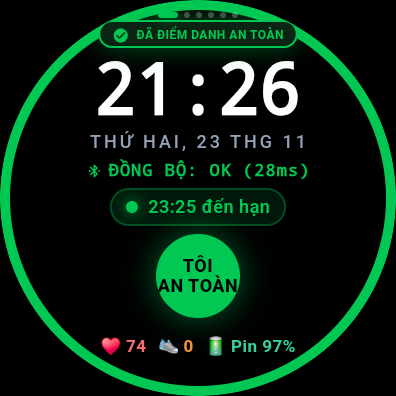 ĐÃ ĐIỂM DANH AN TOÀN
21:26
THỨ HAI, 23 THG 11
ĐỒNG BỘ: OK (28ms)
23:25 đến hạn
TÔI
AN TOÀN
74 0 Pin 97%